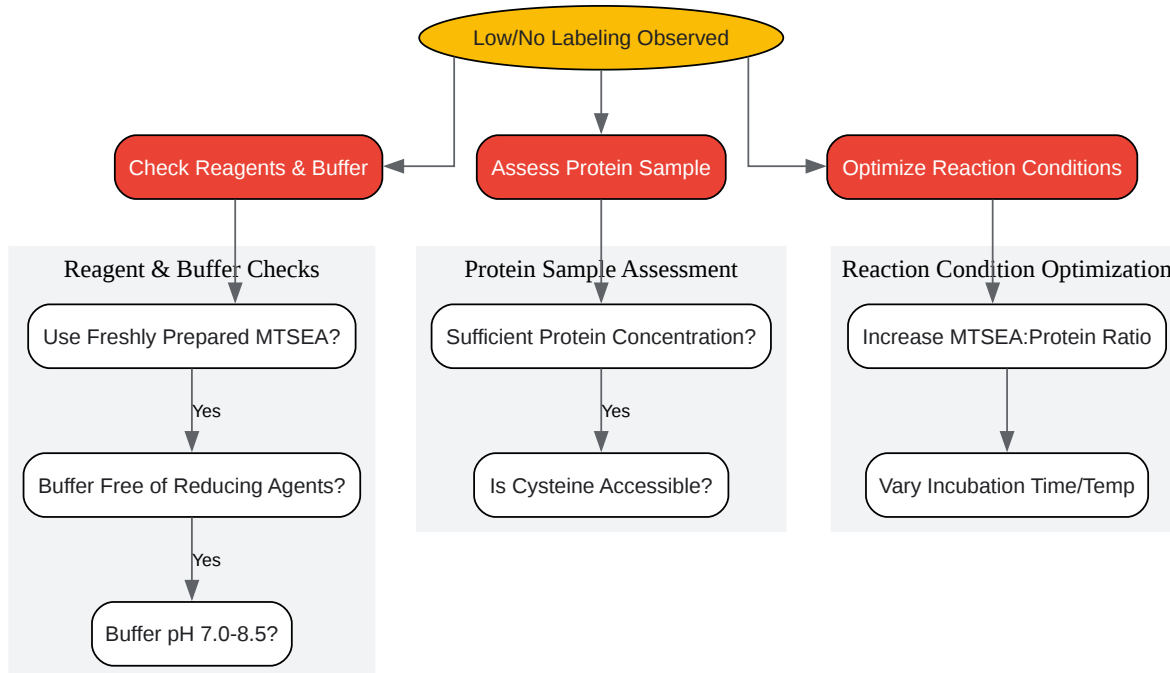 Low/No Labeling Observed
Check Reagents & Buffer
Assess Protein Sample
Optimize Reaction Conditions
Reagent & Buffer Checks
Protein Sample Assessment
Reaction Condition Optimization
Use Freshly Prepared MTSEA?
Sufficient Protein Concentration?
Increase MTSEA:Protein Ratio
Yes
Yes
Buffer Free of Reducing Agents?
Is Cysteine Accessible?
Vary Incubation Time/Temp
Yes
Buffer pH 7.0-8.5?